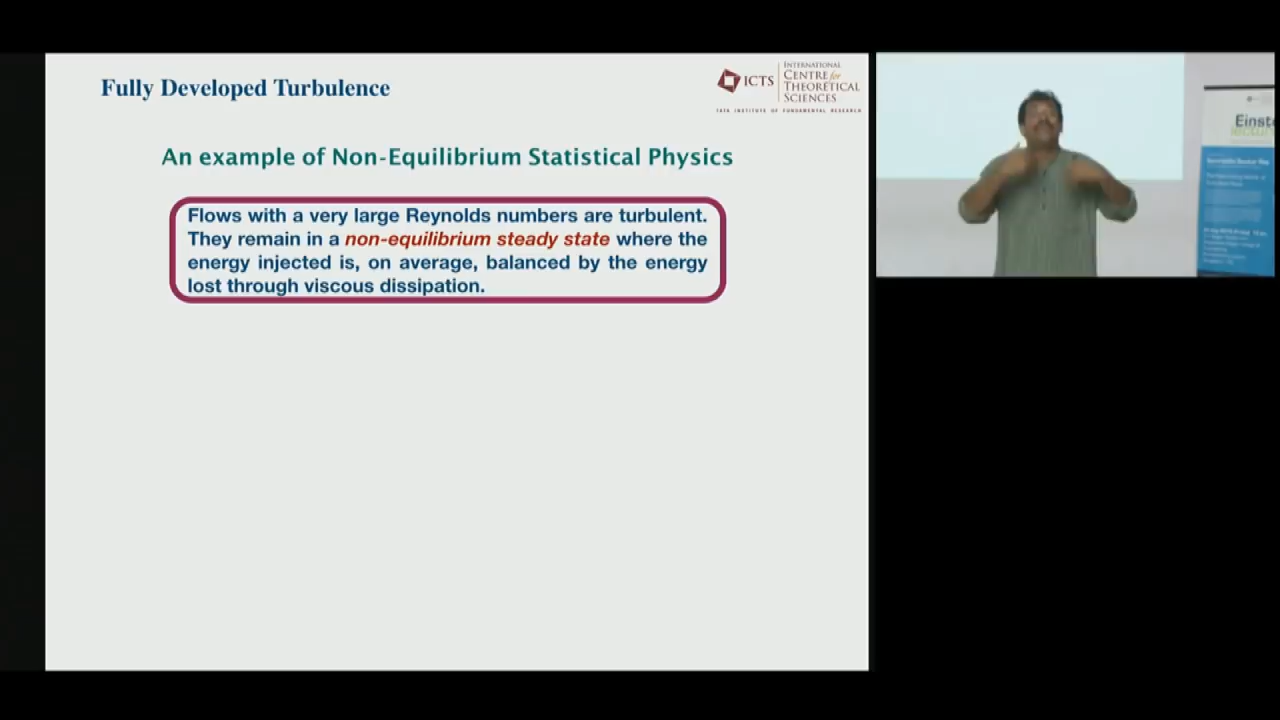 Fully Developed Turbulence
ICTS
INTERNATIONAL
CENTRE for
THEORETICAL
SCIENCES
TATA INSTITUTE OF FUNDAMENTAL RESEARCH
An example of Non-Equilibrium Statistical Physics
Flows with a very large Reynolds numbers are turbulent.
They remain in a non-equilibrium steady state where the
energy injected is, on average, balanced by the energy
lost through viscous dissipation.
Einste